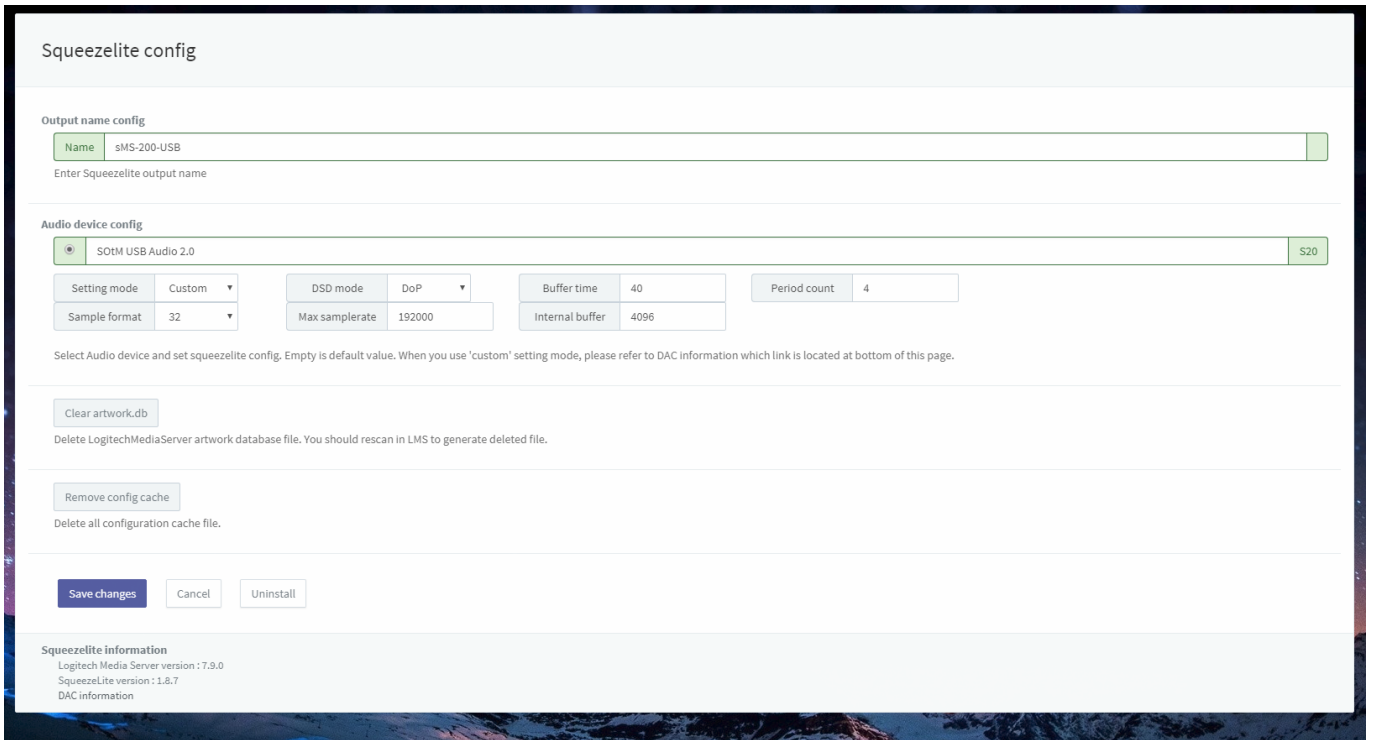 Squeezelite config
Output name config
Name sMS-200-USB
Enter Squeezelite output name
Audio device config
SOtM USB Audio 2.0 S20
Setting mode Custom DSD mode DoP Buffer time 40 Period count 4
Sample format 32 Max samplerate 192000 Internal buffer 4096
Select Audio device and set squeezelite config. Empty is default value. When you use 'custom' setting mode, please refer to DAC information which link is located at bottom of this page.
Clear artwork.db
Delete LogitechMediaServer artwork database file. You should rescan in LMS to generate deleted file.
Remove config cache
Delete all configuration cache file.
Save changes Cancel Uninstall
Squeezelite information
Logitech Media Server version : 7.9.0
SqueezeLite version : 1.8.7
DAC information